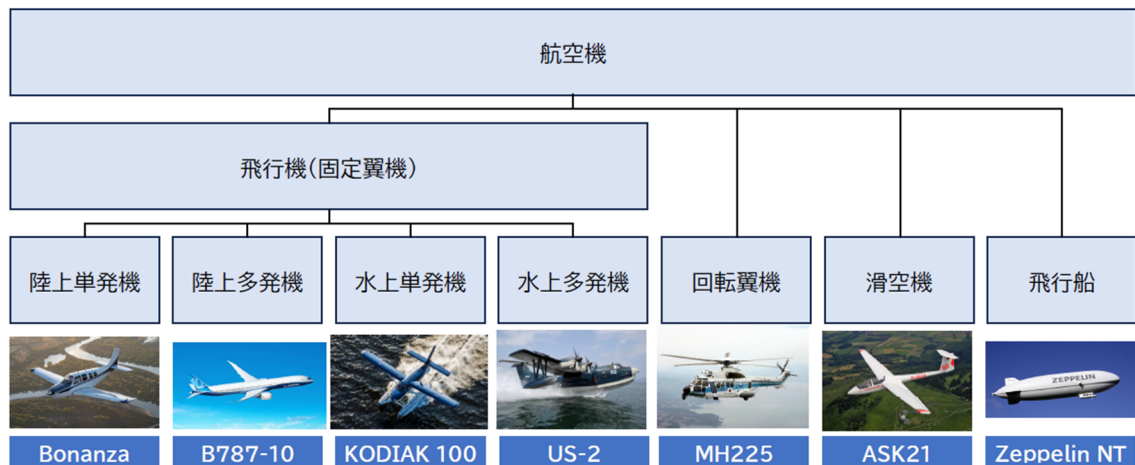 航空機
飛行機(固定翼機)
陸上単発機
陸上多発機
水上単発機
水上多発機
回転翼機
滑空機
飛行船
ZEPPELIN
Bonanza
B787-10
KODIAK 100
US-2
MH225
ASK21
Zeppelin NT